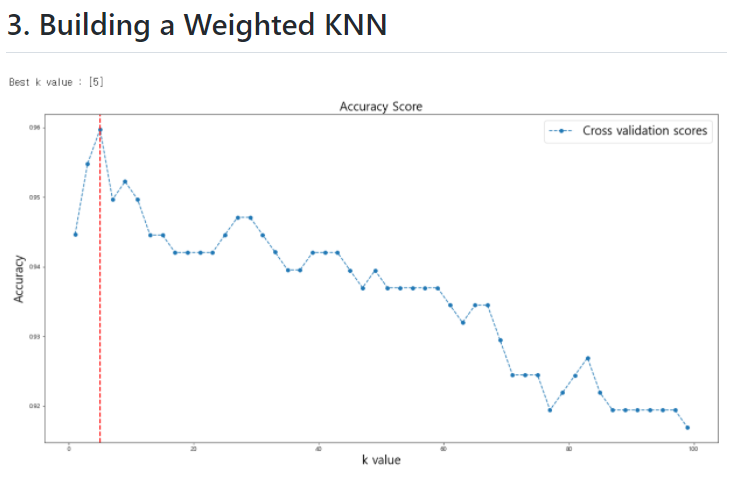 3. Building a Weighted KNN
Best k value : [5]
Accuracy Score
Cross validation scores
Accuracy
0.96
0.95
0.94
0.93
0.92
0
20
40
60
80
100
k value